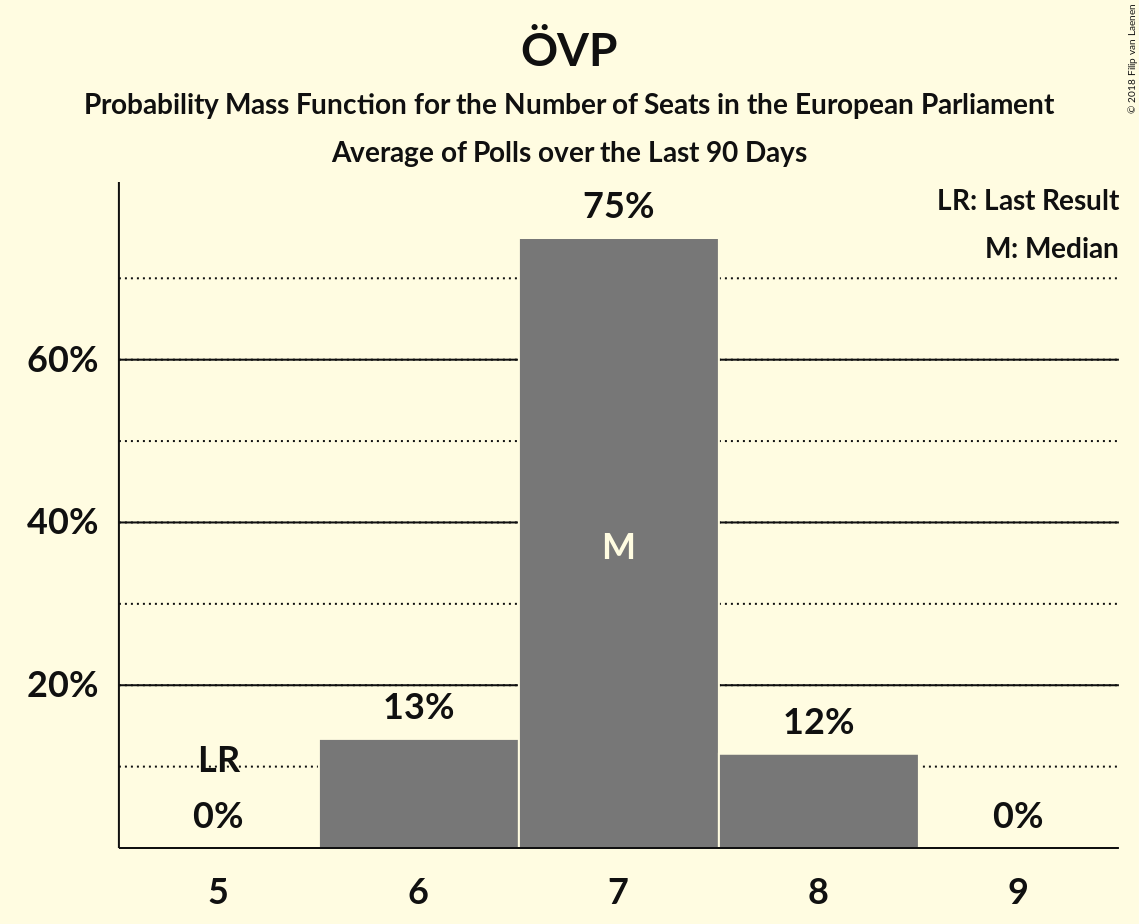 ÖVP
Probability Mass Function for the Number of Seats in the European Parliament
Average of Polls over the Last 90 Days
© 2018 Filip van Laenen
LR: Last Result
M: Median
75%
60%
40%
M
20%
13%
12%
LR
0%
0%
5 6 7 8 9